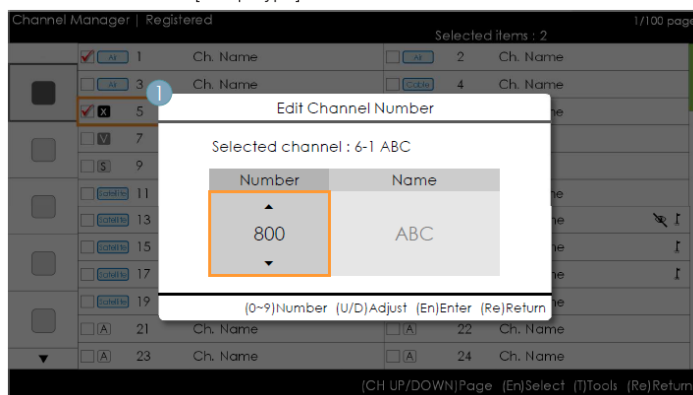 Channel Manager | Registered
Selected items : 2
1/100 page
Air 1 Ch. Name Air 2 Ch. Name
Air 3 Ch. Name Cable 4 Ch. Name
1
X 5
Edit Channel Number
V 7
Selected channel : 6-1 ABC
S 9
Number Name
Satellite 11
Satellite 13
800 ABC
Satellite 15
Satellite 17
Satellite 19
(0~9)Number (U/D)Adjust (En)Enter (Re)Return
A 21 Ch. Name A 22 Ch. Name
A 23 Ch. Name A 24 Ch. Name
(CH UP/DOWN)Page (En)Select (T)Tools (Re)Return